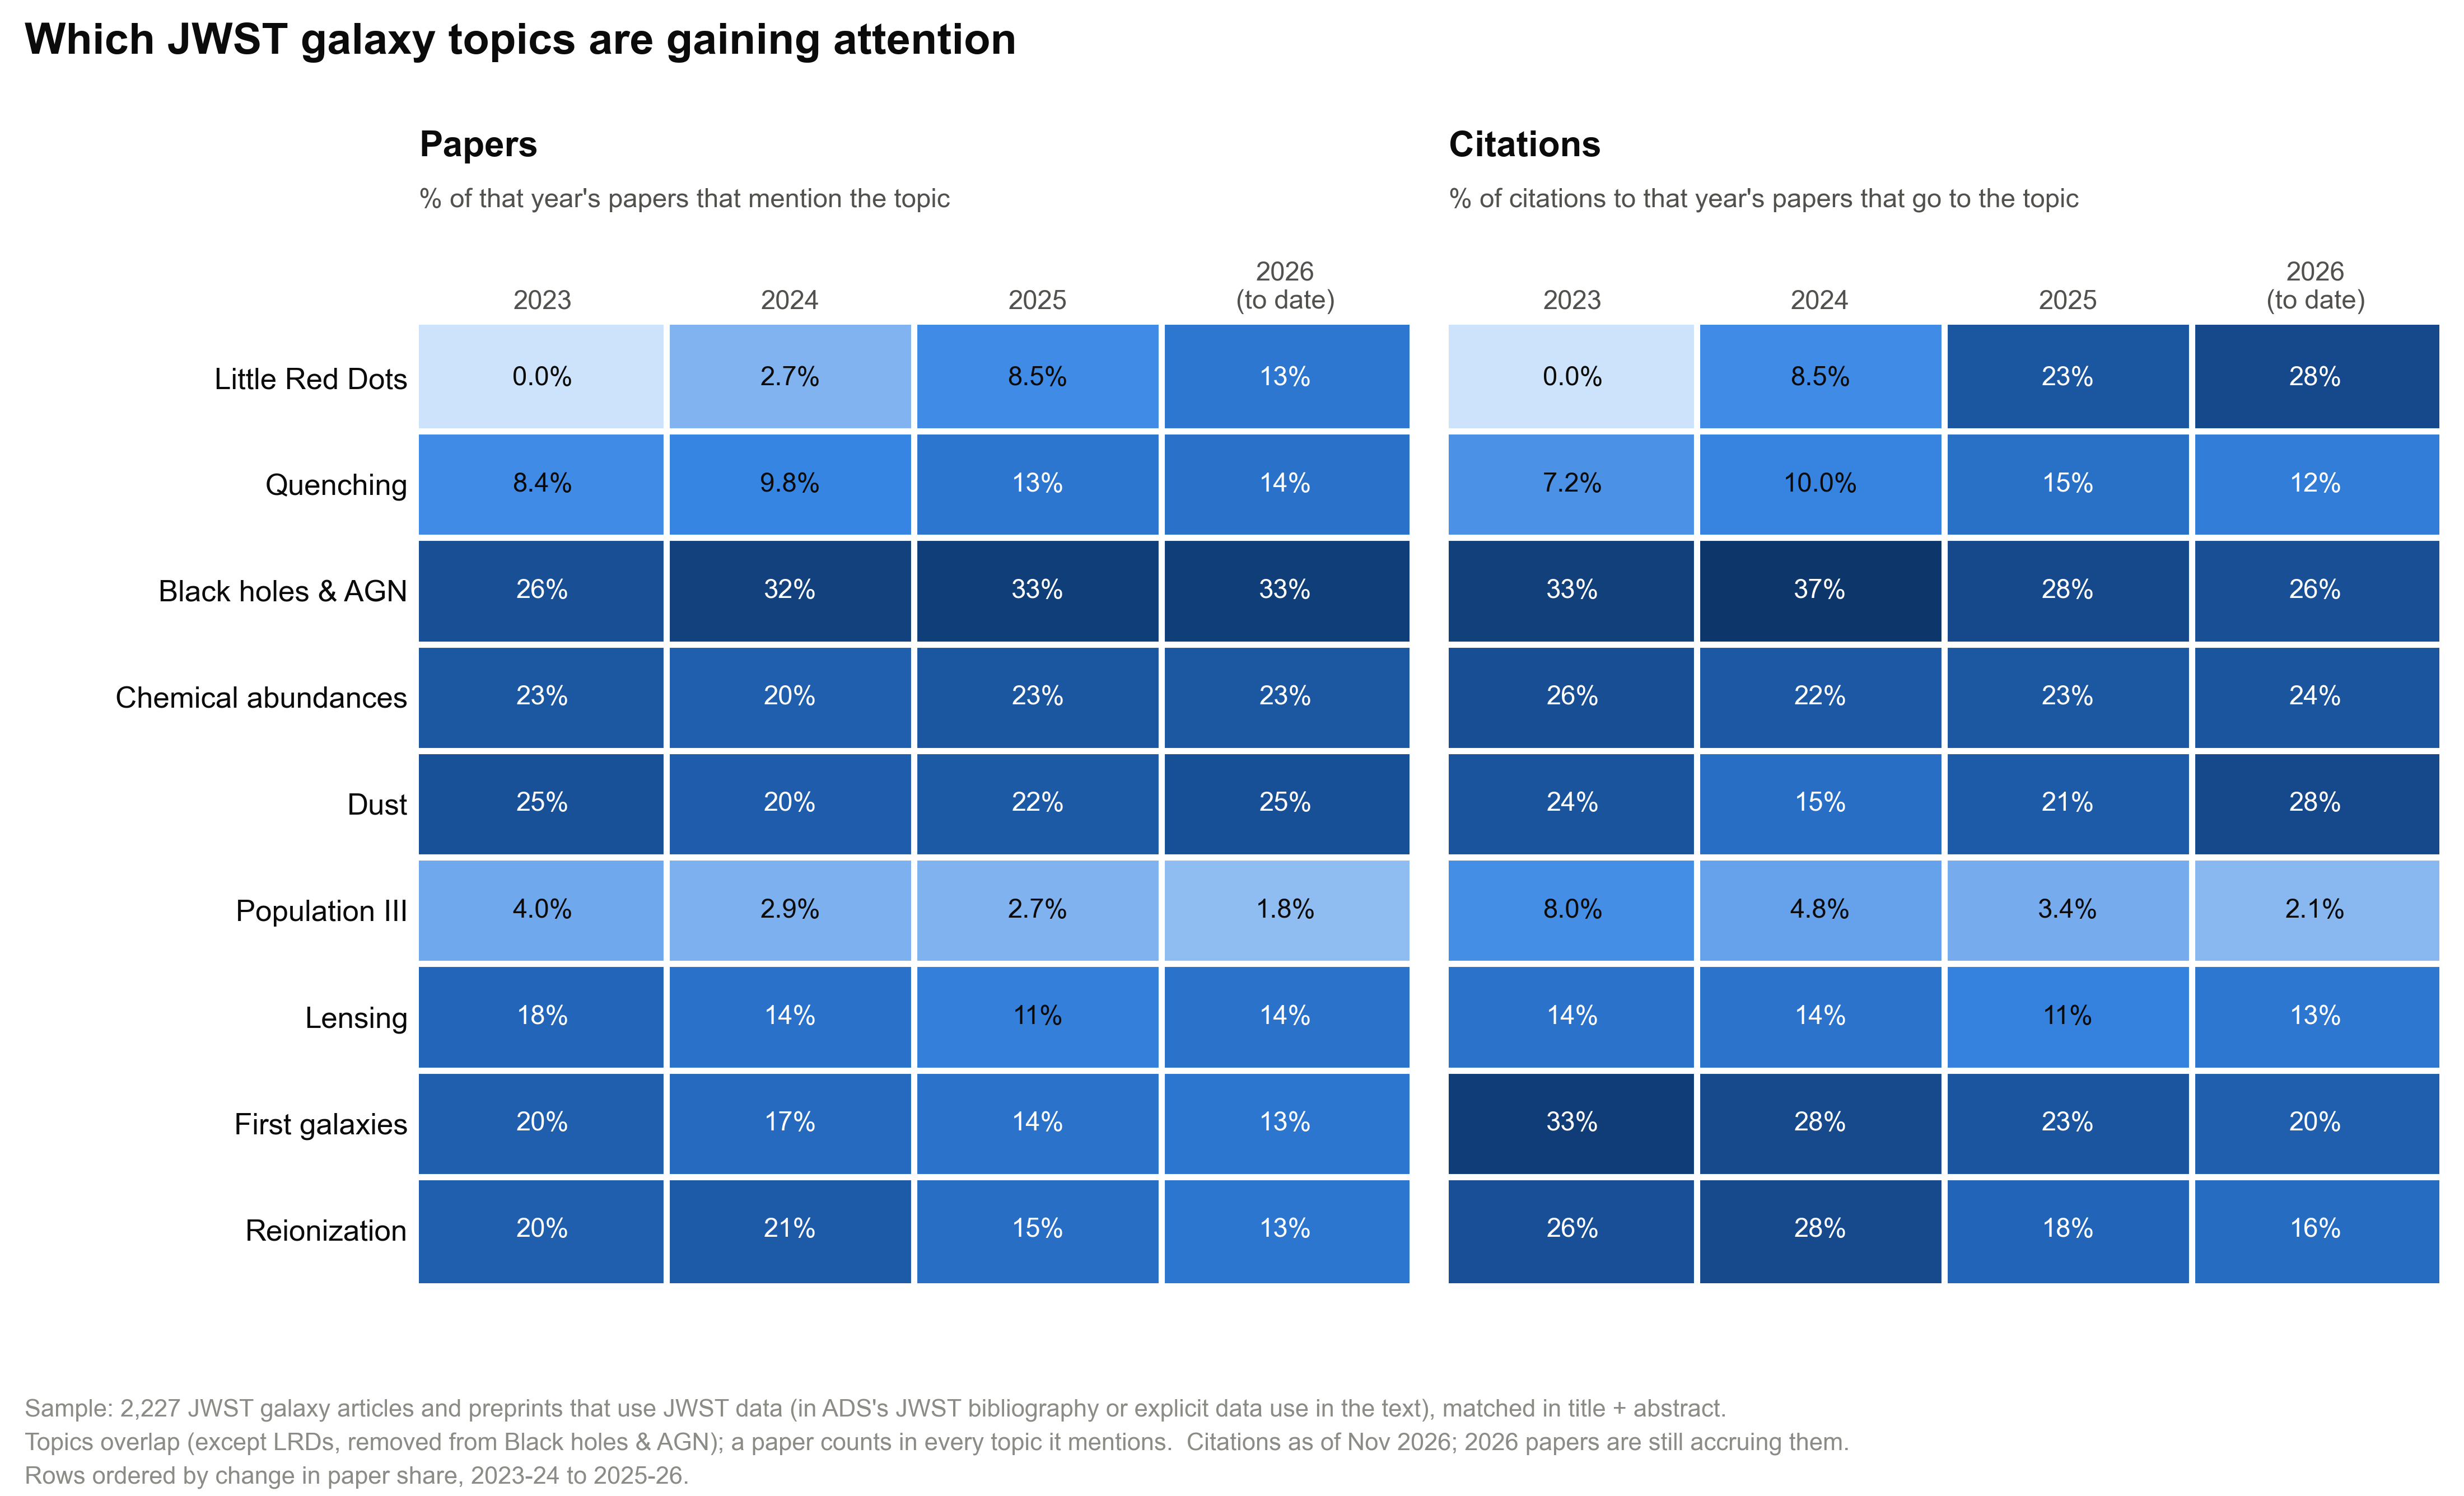 Which JWST galaxy topics are gaining attention
Papers
% of that year's papers that mention the topic
Citations
% of citations to that year's papers that go to the topic
2023 2024 2025 2026 (to date) 2023 2024 2025 2026 (to date)
Little Red Dots 0.0% 2.7% 8.5% 13% 0.0% 8.5% 23% 28%
Quenching 8.4% 9.8% 13% 14% 7.2% 10.0% 15% 12%
Black holes & AGN 26% 32% 33% 33% 33% 37% 28% 26%
Chemical abundances 23% 20% 23% 23% 26% 22% 23% 24%
Dust 25% 20% 22% 25% 24% 15% 21% 28%
Population III 4.0% 2.9% 2.7% 1.8% 8.0% 4.8% 3.4% 2.1%
Lensing 18% 14% 11% 14% 14% 14% 11% 13%
First galaxies 20% 17% 14% 13% 33% 28% 23% 20%
Reionization 20% 21% 15% 13% 26% 28% 18% 16%
Sample: 2,227 JWST galaxy articles and preprints that use JWST data (in ADS's JWST bibliography or explicit data use in the text), matched in title + abstract.
Topics overlap (except LRDs, removed from Black holes & AGN); a paper counts in every topic it mentions.  Citations as of Nov 2026; 2026 papers are still accruing them.
Rows ordered by change in paper share, 2023-24 to 2025-26.